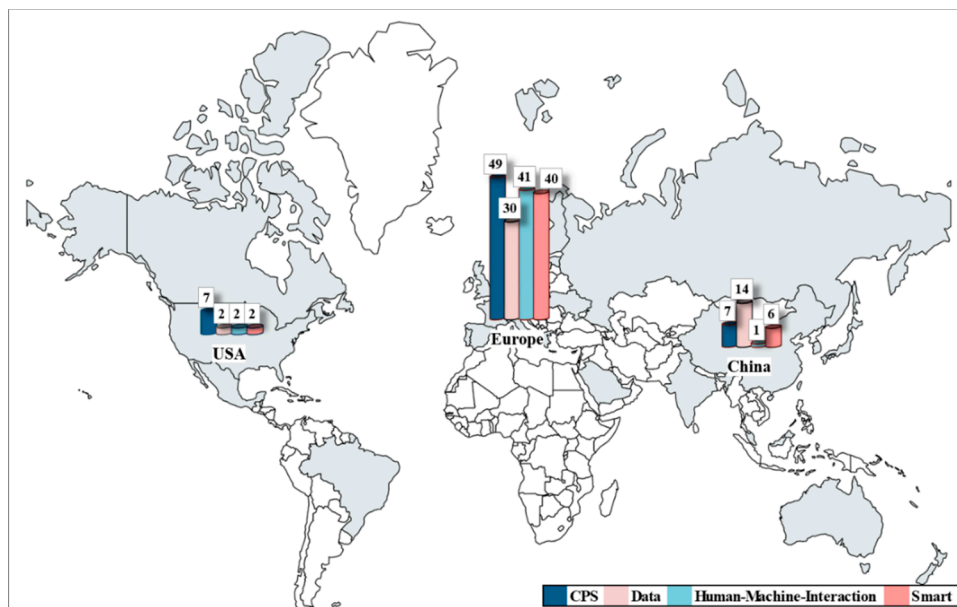 49
41
40
30
7
2
2
2
USA
Europe
14
7
1
6
China
CPS
Data
Human-Machine-Interaction
Smart